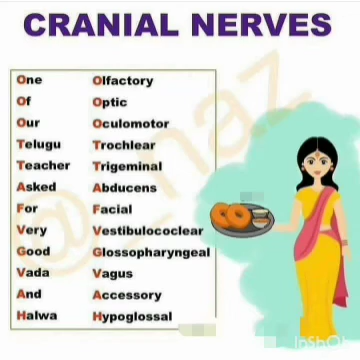 CRANIAL NERVES
One Olfactory
Of Optic
Our Oculomotor
Telugu Trochlear
Teacher Trigeminal
Asked Abducens
For Facial
Very Vestibulococlear
Good Glossopharyngeal
Vada Vagus
And Accessory
Halwa Hypoglossal